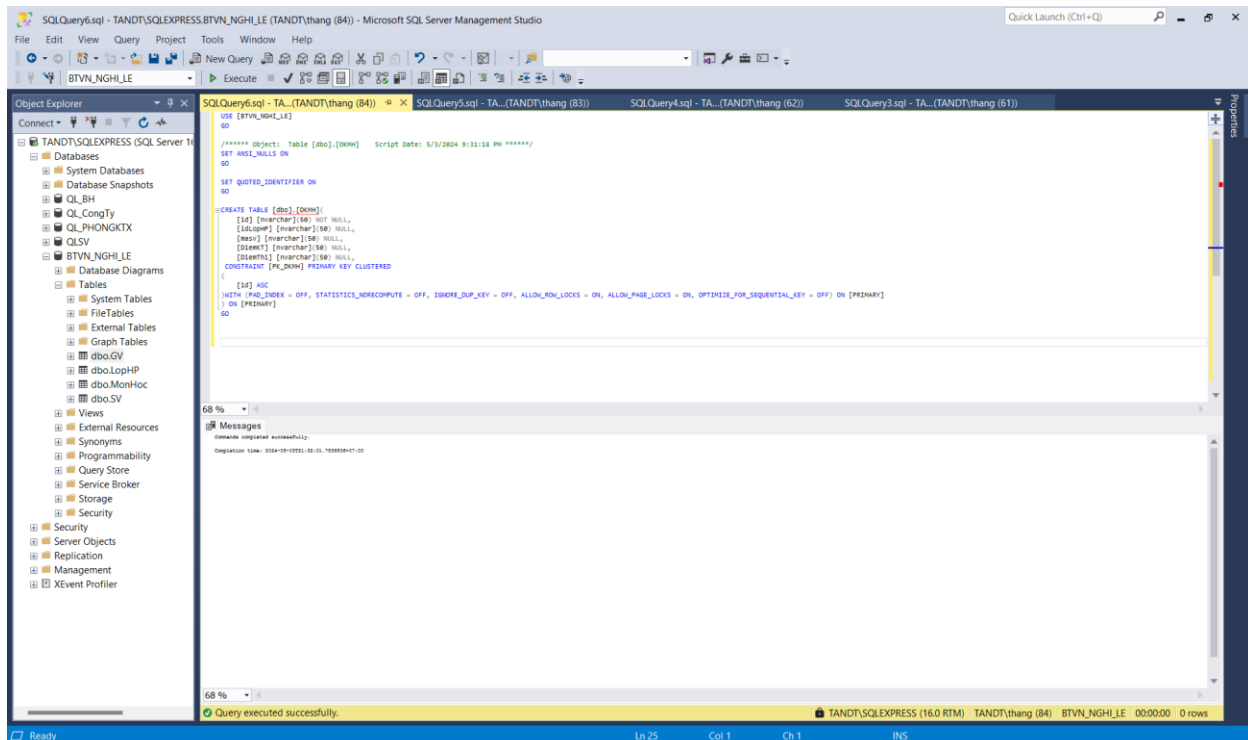 SQLQuery6.sql - TANDT\SQLEXPRESS.BTVN_NGHI_LE (TANDT\thang (84)) - Microsoft SQL Server Management Studio
Quick Launch (Ctrl+Q)
File Edit View Query Project Tools Window Help
New Query
BTVN_NGHI_LE
Execute
Object Explorer
SQLQuery6.sql - TA...(TANDT\thang (84))
SQLQuery5.sql - TA...(TANDT\thang (83))
SQLQuery4.sql - TA...(TANDT\thang (62))
SQLQuery3.sql - TA...(TANDT\thang (61))
Properties
Connect
TANDT\SQLEXPRESS (SQL Server 16
Databases
System Databases
Database Snapshots
QL_BH
QL_CongTy
QL_PHONGKTX
QLSV
BTVN_NGHI_LE
Database Diagrams
Tables
System Tables
FileTables
External Tables
Graph Tables
dbo.GV
dbo.LopHP
dbo.MonHoc
dbo.SV
Views
External Resources
Synonyms
Programmability
Query Store
Service Broker
Storage
Security
Security
Server Objects
Replication
Management
XEvent Profiler
USE [BTVN_NGHI_LE]
GO
/****** Object: Table [dbo].[DKMH] Script Date: 5/3/2024 9:31:18 PM ******/
SET ANSI_NULLS ON
GO
SET QUOTED_IDENTIFIER ON
GO
CREATE TABLE [dbo].[DKMH](
[id] [nvarchar](50) NOT NULL,
[idLopHP] [nvarchar](50) NULL,
[masv] [nvarchar](50) NULL,
[DiemKT] [nvarchar](50) NULL,
[DiemThi] [nvarchar](50) NULL,
CONSTRAINT [PK_DKMH] PRIMARY KEY CLUSTERED
(
[id] ASC
)WITH (PAD_INDEX = OFF, STATISTICS_NORECOMPUTE = OFF, IGNORE_DUP_KEY = OFF, ALLOW_ROW_LOCKS = ON, ALLOW_PAGE_LOCKS = ON, OPTIMIZE_FOR_SEQUENTIAL_KEY = OFF) ON [PRIMARY]
) ON [PRIMARY]
GO
68 %
Messages
Commands completed successfully.
Completion time:
68 %
Query executed successfully.
TANDT\SQLEXPRESS (16.0 RTM) TANDT\thang (84) BTVN_NGHI_LE 00:00:00 0 rows
Ready
Ln 25 Col 1 Ch 1 INS